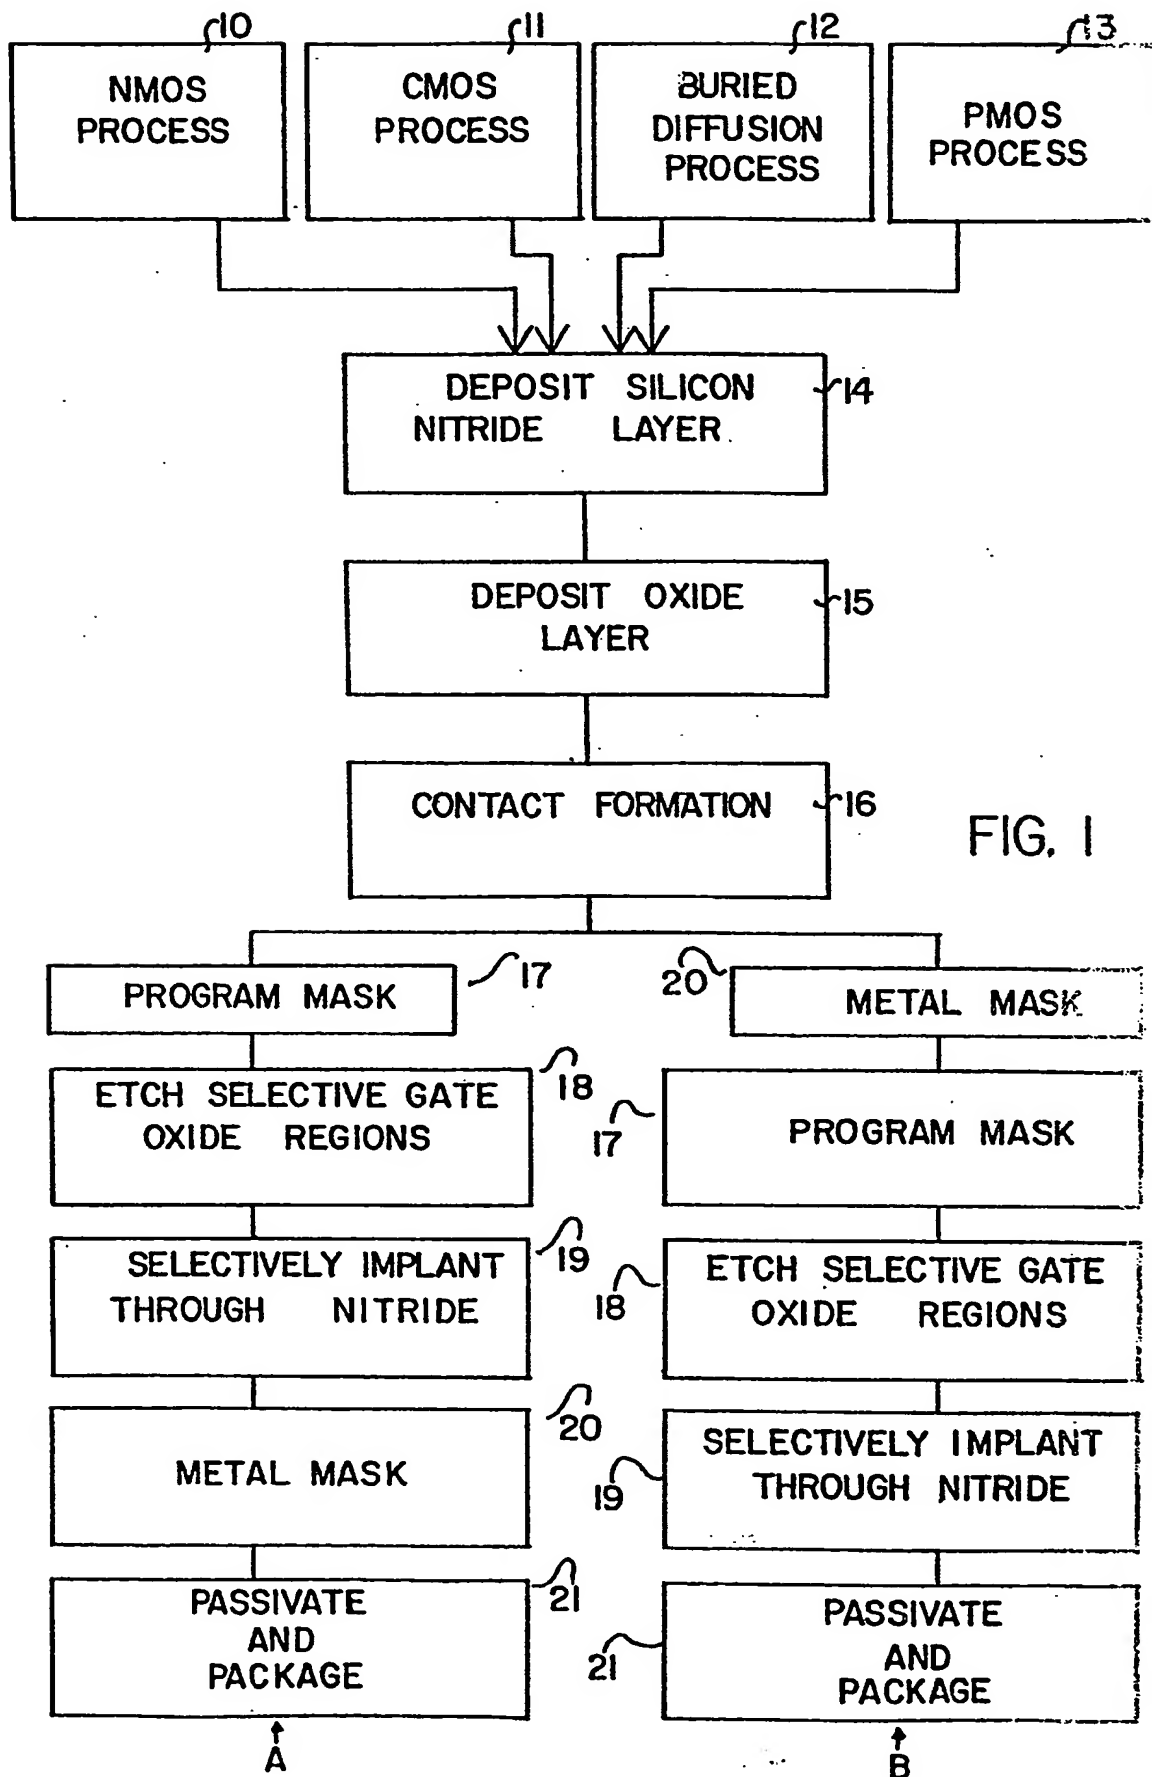 10
11
12
13
NMOS
PROCESS
CMOS
PROCESS
BURIED
DIFFUSION
PROCESS
PMOS
PROCESS
DEPOSIT SILICON
NITRIDE LAYER
14
DEPOSIT OXIDE
LAYER
15
CONTACT FORMATION
16
FIG. 1
PROGRAM MASK
17
ETCH SELECTIVE GATE
OXIDE REGIONS
18
SELECTIVELY IMPLANT
THROUGH NITRIDE
19
METAL MASK
20
PASSIVATE
AND
PACKAGE
21
A
20
METAL MASK
17
PROGRAM MASK
18
ETCH SELECTIVE GATE
OXIDE REGIONS
19
SELECTIVELY IMPLANT
THROUGH NITRIDE
21
PASSIVATE
AND
PACKAGE
B